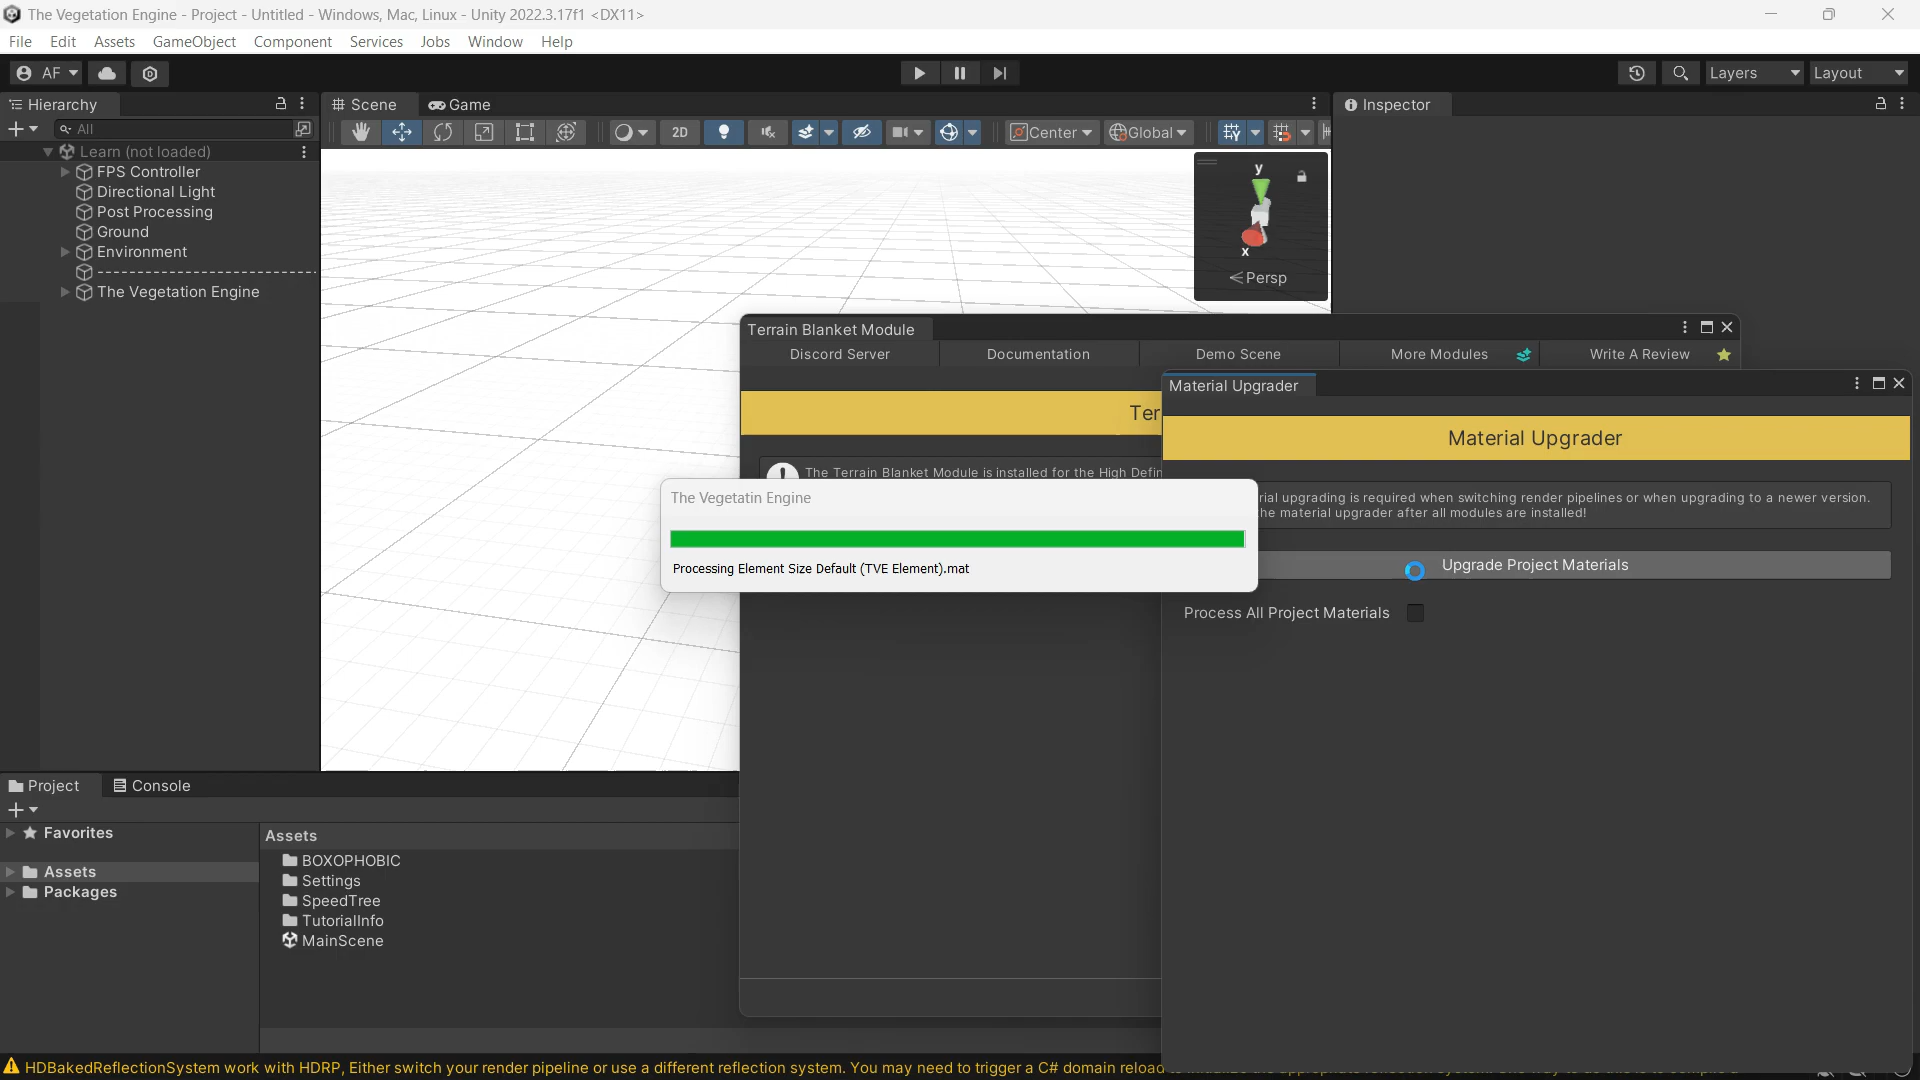 The Vegetation Engine - Project - Untitled - Windows, Mac, Linux - Unity 2022.3.17f1 <DX11>
File Edit Assets GameObject Component Services Jobs Window Help
AF Layers Layout
Hierarchy
Scene Game
Inspector
All
2D Center Global
Learn (not loaded)
FPS Controller
Directional Light
Post Processing
Ground
Environment
----------------------------
The Vegetation Engine
y
x
Persp
Terrain Blanket Module
Discord Server Documentation Demo Scene More Modules Write A Review
Ter
The Terrain Blanket Module is installed for the High Defin
Material Upgrader
Material Upgrader
rial upgrading is required when switching render pipelines or when upgrading to a newer version.
he material upgrader after all modules are installed!
Upgrade Project Materials
Process All Project Materials
The Vegetatin Engine
Processing Element Size Default (TVE Element).mat
Project Console
Favorites
Assets
Packages
Assets
BOXOPHOBIC
Settings
SpeedTree
TutorialInfo
MainScene
HDBakedReflectionSystem work with HDRP, Either switch your render pipeline or use a different reflection system. You may need to trigger a C# domain reload